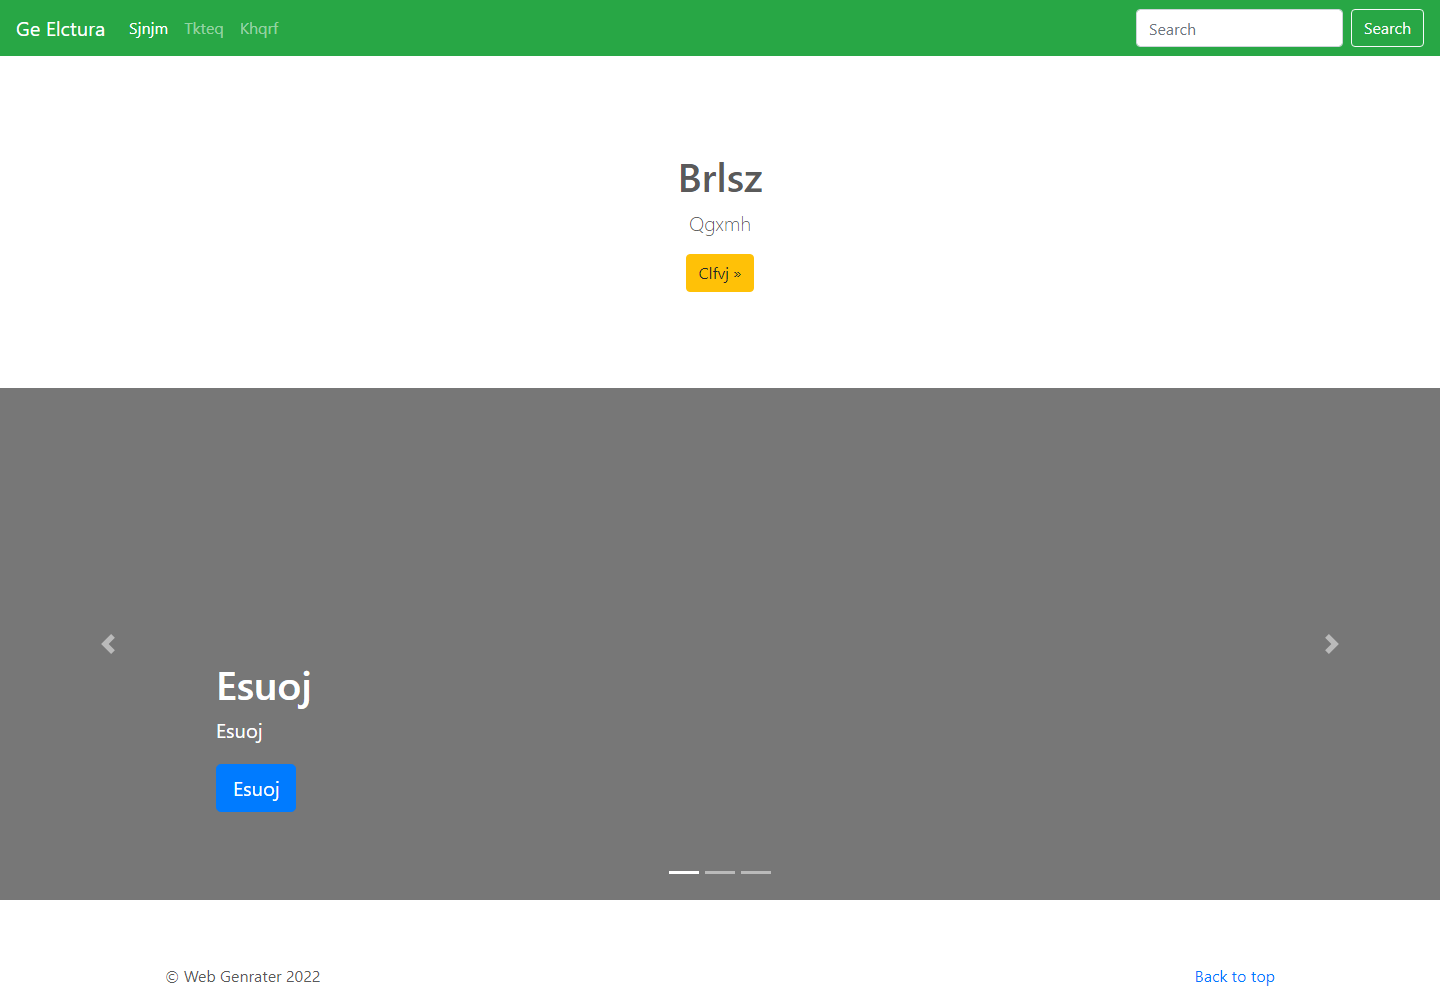 Ge Elctura Sjnjm Tkteq Khqrf Search Search
Brlsz
Qgxmh
Clfvj »
Esuoj
Esuoj
Esuoj
© Web Genrater 2022 Back to top